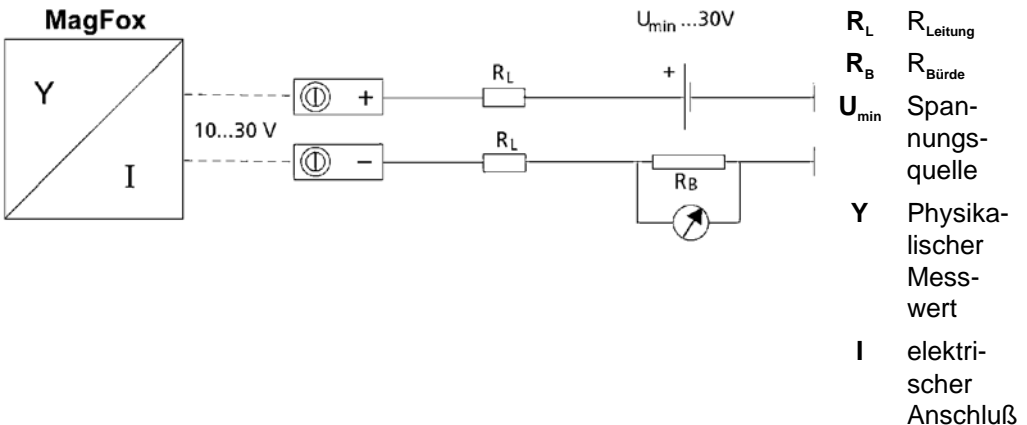 MagFox
U_min ...30V
Y
I
10...30 V
+
R_L
+
–
R_L
R_B
R_L R_Leitung
R_B R_Bürde
U_min Span-
nungs-
quelle
Y Physika-
lischer
Mess-
wert
I elektri-
scher
Anschluß